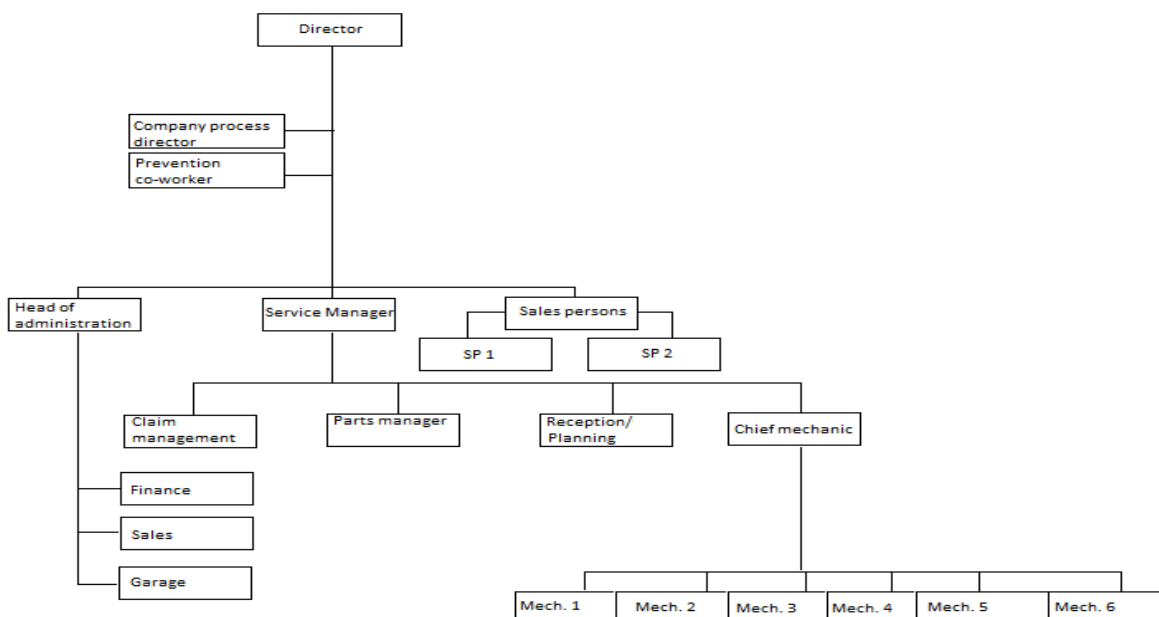 Director
Company process
director
Prevention
co-worker
Head of
administration
Service Manager
Sales persons
SP 1
SP 2
Claim
management
Parts manager
Reception/
Planning
Chief mechanic
Finance
Sales
Garage
Mech. 1
Mech. 2
Mech. 3
Mech. 4
Mech. 5
Mech. 6